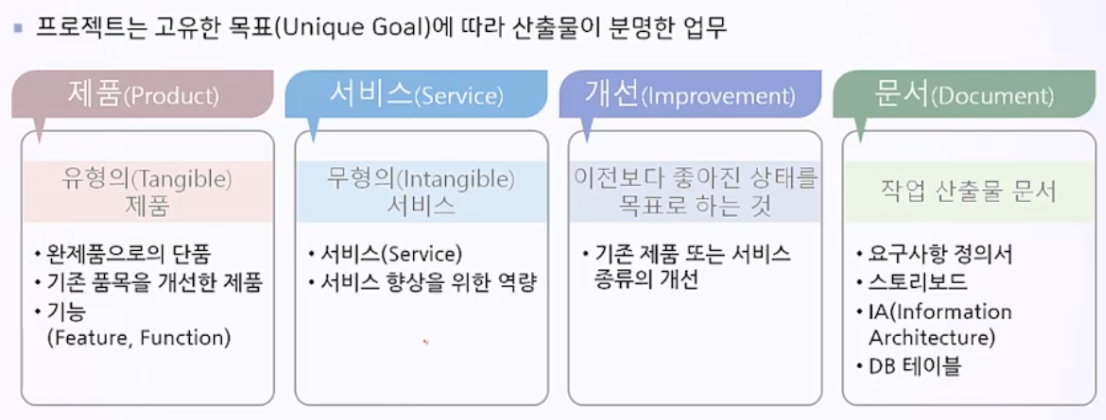 ▪ 프로젝트는 고유한 목표(Unique Goal)에 따라 산출물이 분명한 업무
제품(Product)
유형의(Tangible)
제품
• 완제품으로의 단품
• 기존 품목을 개선한 제품
• 기능
(Feature, Function)
서비스(Service)
무형의(Intangible)
서비스
• 서비스(Service)
• 서비스 향상을 위한 역량
개선(Improvement)
이전보다 좋아진 상태를
목표로 하는 것
• 기존 제품 또는 서비스
종류의 개선
문서(Document)
작업 산출물 문서
• 요구사항 정의서
• 스토리보드
• IA(Information
Architecture)
• DB 테이블